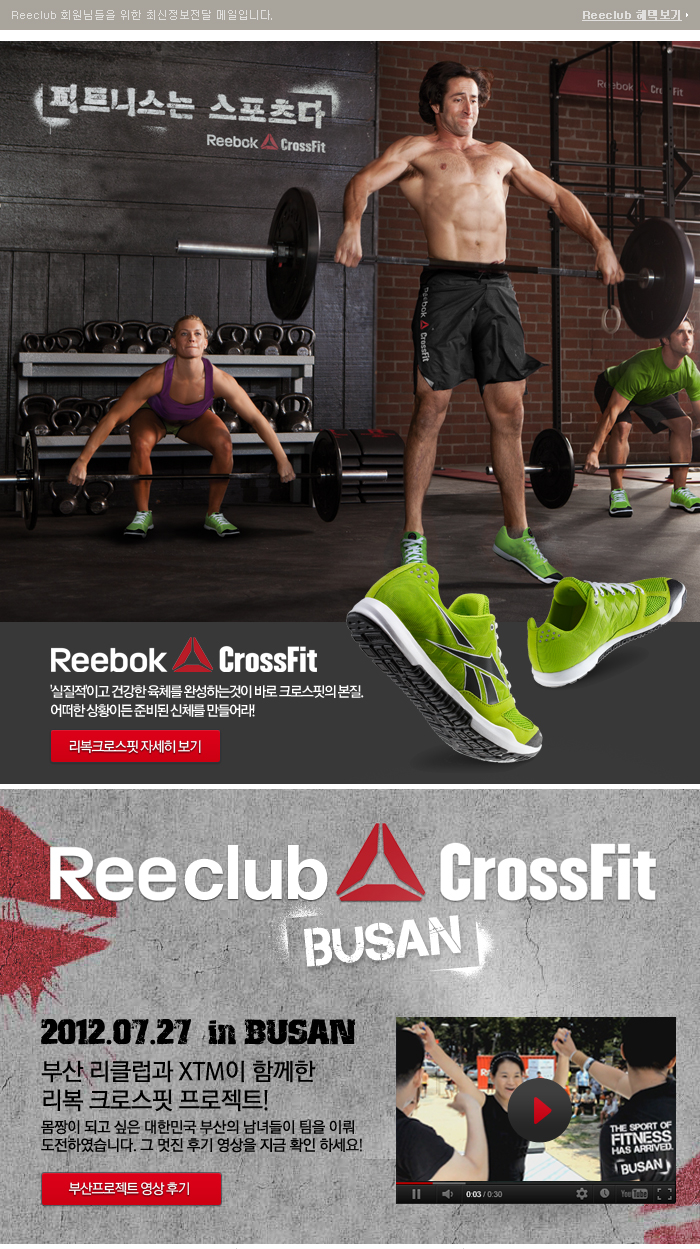 Reeclub 회원님들을 위한 최신정보전달 메일입니다.
Reeclub 혜택보기
피트니스는 스포츠다
Reebok CrossFit
Reebok CrossFit
Reebok CrossFit
Reebok CrossFit
'실질적'이고 건강한 육체를 완성하는것이 바로 크로스핏의 본질.
어떠한 상황이든 준비된 신체를 만들어라!
리복크로스핏 자세히 보기
Reeclub CrossFit
BUSAN
2012.07.27 in BUSAN
부산 리클럽과 XTM이 함께한
리복 크로스핏 프로젝트!
몸짱이 되고 싶은 대한민국 부산의 남녀들이 팀을 이뤄
도전하였습니다. 그 멋진 후기 영상을 지금 확인 하세요!
부산프로젝트 영상 후기
THE SPORT OF
FITNESS
HAS ARRIVED.
BUSAN
0:03 / 0:30
YouTube